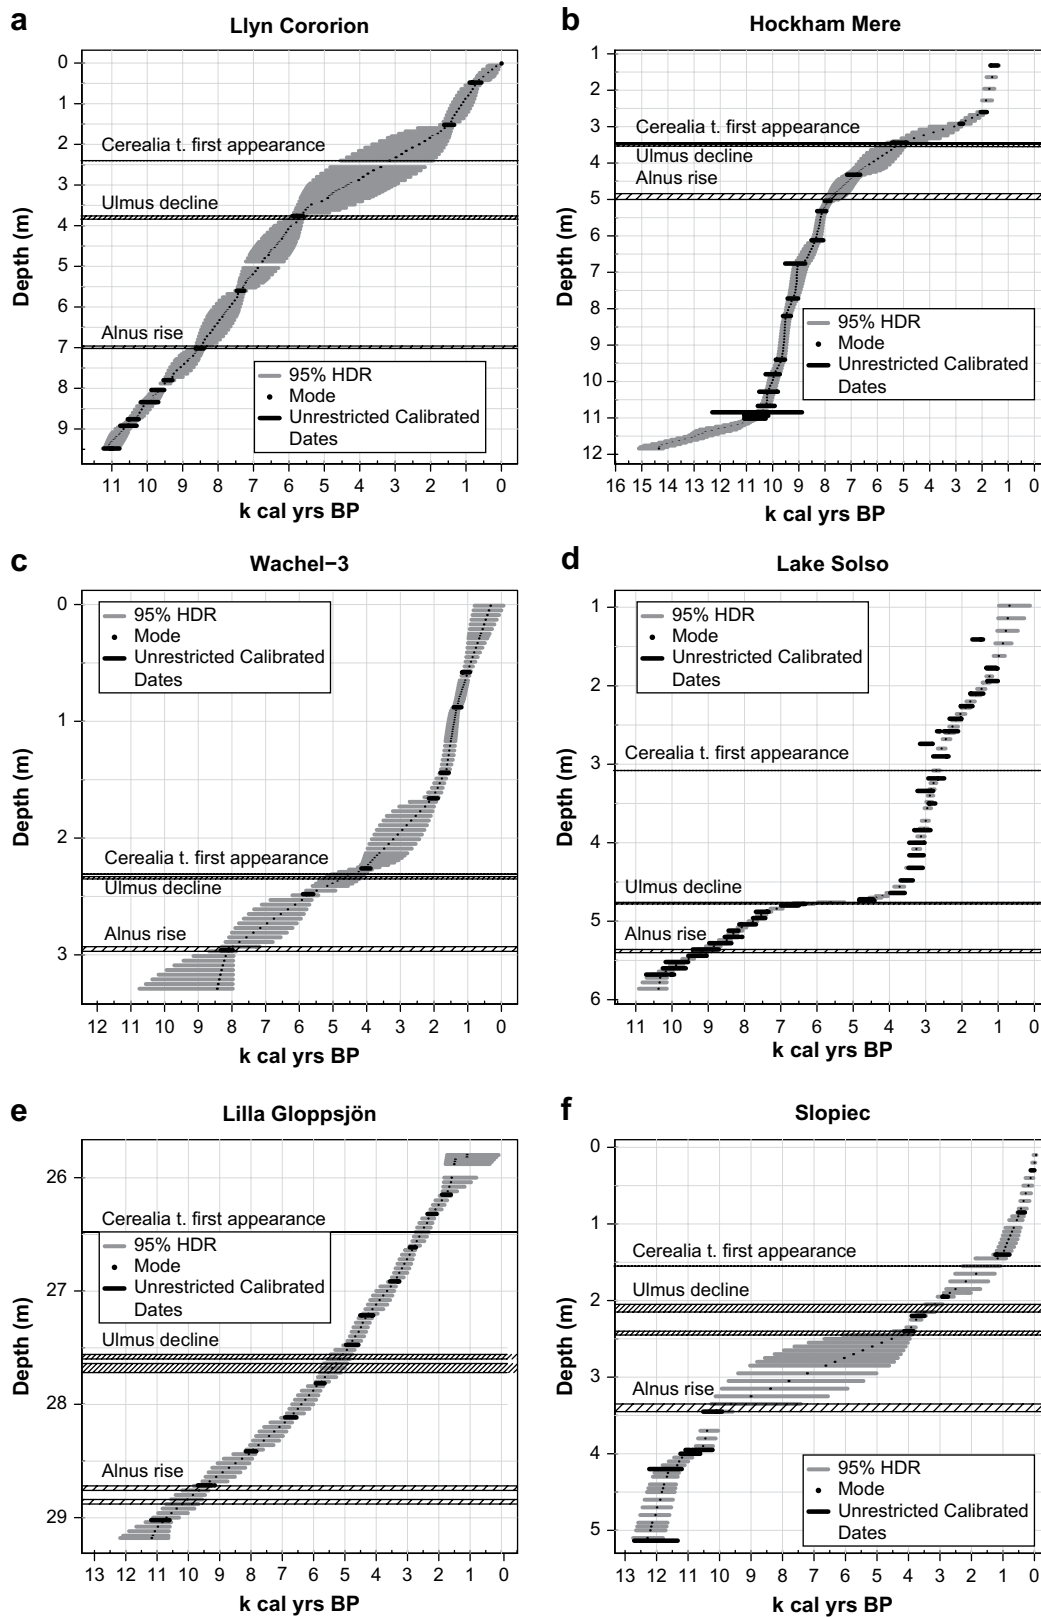 a
Llyn Cororion
0
1
2
3
4
5
6
7
8
9
Depth (m)
Cerealia t. first appearance
Ulmus decline
Alnus rise
95% HDR
Mode
Unrestricted Calibrated
Dates
11 10 9 8 7 6 5 4 3 2 1 0
k cal yrs BP
b
Hockham Mere
1
2
3
4
5
6
7
8
9
10
11
12
Depth (m)
Cerealia t. first appearance
Ulmus decline
Alnus rise
95% HDR
Mode
Unrestricted Calibrated
Dates
16 15 14 13 12 11 10 9 8 7 6 5 4 3 2 1 0
k cal yrs BP
c
Wachel−3
0
1
2
3
Depth (m)
95% HDR
Mode
Unrestricted Calibrated
Dates
Cerealia t. first appearance
Ulmus decline
Alnus rise
12 11 10 9 8 7 6 5 4 3 2 1 0
k cal yrs BP
d
Lake Solso
1
2
3
4
5
6
Depth (m)
95% HDR
Mode
Unrestricted Calibrated
Dates
Cerealia t. first appearance
Ulmus decline
Alnus rise
11 10 9 8 7 6 5 4 3 2 1 0
k cal yrs BP
e
Lilla Gloppsjön
26
27
28
29
Depth (m)
Cerealia t. first appearance
95% HDR
Mode
Unrestricted Calibrated
Dates
Ulmus decline
Alnus rise
13 12 11 10 9 8 7 6 5 4 3 2 1 0
k cal yrs BP
f
Slopiec
0
1
2
3
4
5
Depth (m)
Cerealia t. first appearance
Ulmus decline
Alnus rise
95% HDR
Mode
Unrestricted Calibrated
Dates
13 12 11 10 9 8 7 6 5 4 3 2 1 0
k cal yrs BP